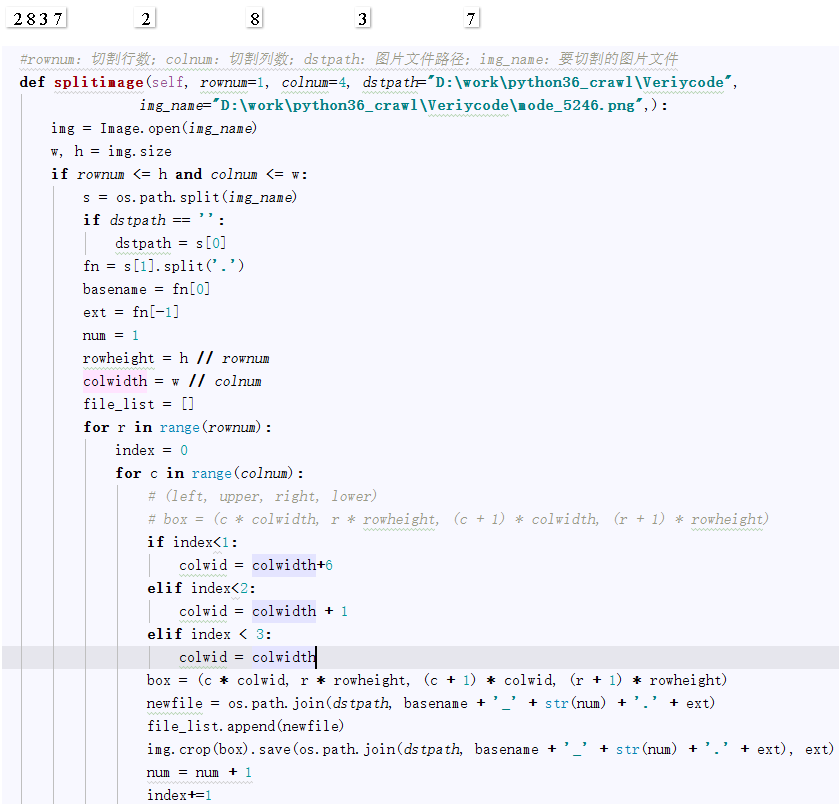 2837 2 8 3 7
#rownum: 切割行数; colnum: 切割列数; dstpath: 图片文件路径; img_name: 要切割的图片文件
def splitimage(self, rownum=1, colnum=4, dstpath="D:\work\python36_crawl\Veriycode",
img_name="D:\work\python36_crawl\Veriycode\mode_5246.png",):
img = Image.open(img_name)
w, h = img.size
if rownum <= h and colnum <= w:
s = os.path.split(img_name)
if dstpath == '':
dstpath = s[0]
fn = s[1].split('.')
basename = fn[0]
ext = fn[-1]
num = 1
rowheight = h // rownum
colwidth = w // colnum
file_list = []
for r in range(rownum):
index = 0
for c in range(colnum):
# (left, upper, right, lower)
# box = (c * colwidth, r * rowheight, (c + 1) * colwidth, (r + 1) * rowheight)
if index<1:
colwid = colwidth+6
elif index<2:
colwid = colwidth + 1
elif index < 3:
colwid = colwidth
box = (c * colwid, r * rowheight, (c + 1) * colwid, (r + 1) * rowheight)
newfile = os.path.join(dstpath, basename + '_' + str(num) + '.' + ext)
file_list.append(newfile)
img.crop(box).save(os.path.join(dstpath, basename + '_' + str(num) + '.' + ext), ext)
num = num + 1
index+=1